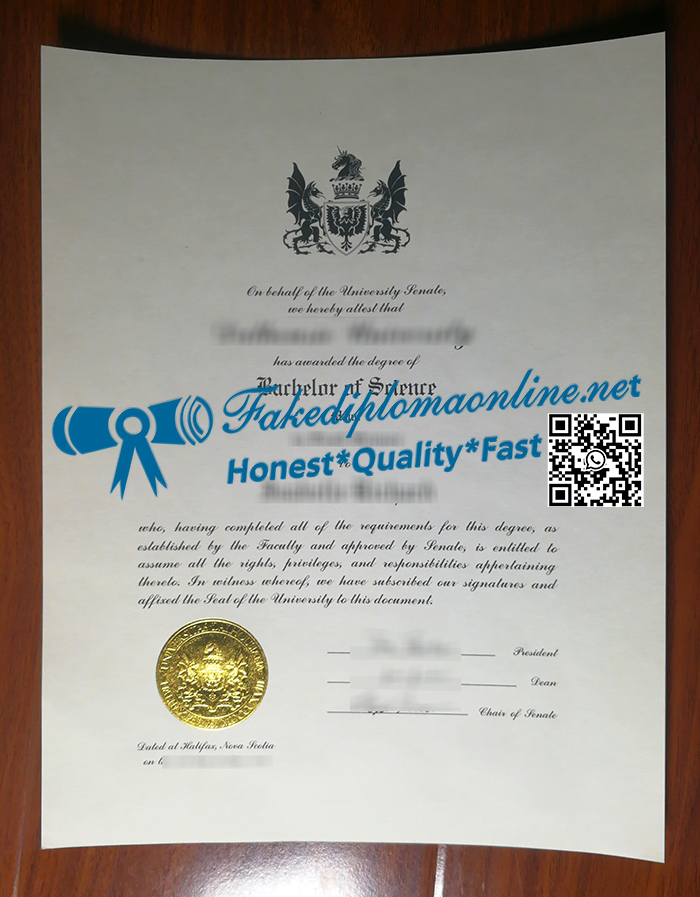 On behalf of the University Senate,
we hereby attest that
has awarded the degree of
Bachelor of Science
Fakediplomaonline.net
Honest*Quality*Fast
to
who, having completed all of the requirements for this degree, as
established by the Faculty and approved by Senate, is entitled to
assume all the rights, privileges, and responsibilities appertaining
thereto. In witness whereof, we have subscribed our signatures and
affixed the Seal of the University to this document.
President
Dean
Chair of Senate
Dated at Halifax, Nova Scotia
on